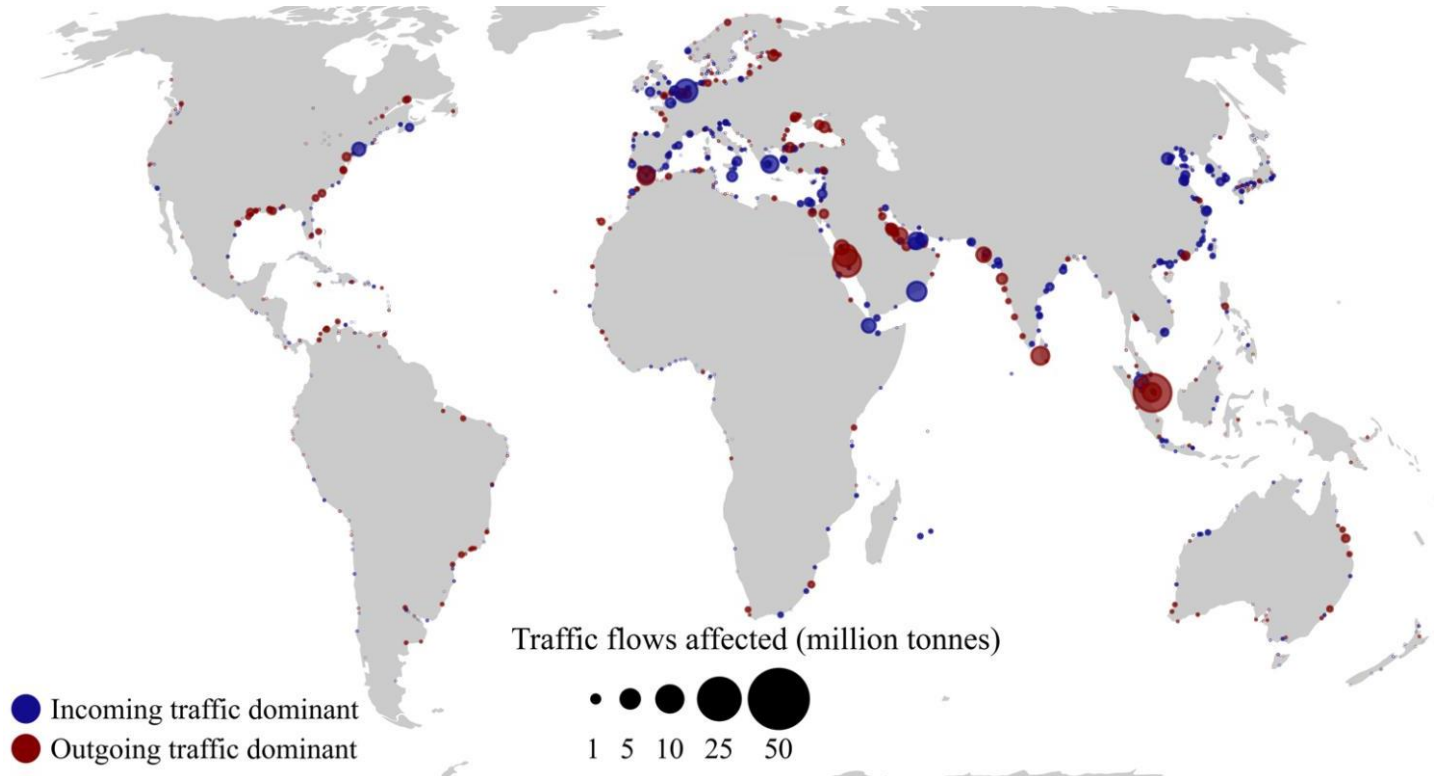 Traffic flows affected (million tonnes)
1 5 10 25 50
Incoming traffic dominant
Outgoing traffic dominant